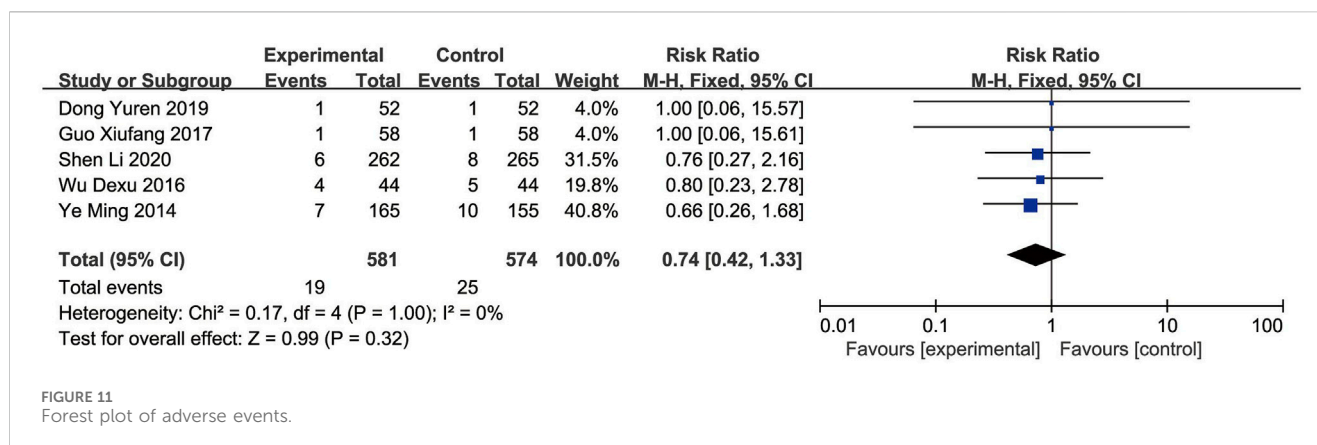 Experimental Control Risk Ratio Risk Ratio
Study or Subgroup Events Total Events Total Weight M-H, Fixed, 95% CI M-H, Fixed, 95% CI
Dong Yuren 2019 1 52 1 52 4.0% 1.00 [0.06, 15.57]
Guo Xiufang 2017 1 58 1 58 4.0% 1.00 [0.06, 15.61]
Shen Li 2020 6 262 8 265 31.5% 0.76 [0.27, 2.16]
Wu Dexu 2016 4 44 5 44 19.8% 0.80 [0.23, 2.78]
Ye Ming 2014 7 165 10 155 40.8% 0.66 [0.26, 1.68]
Total (95% CI) 581 574 100.0% 0.74 [0.42, 1.33]
Total events 19 25
Heterogeneity: Chi² = 0.17, df = 4 (P = 1.00); I² = 0%
Test for overall effect: Z = 0.99 (P = 0.32)
0.01 0.1 1 10 100
Favours [experimental] Favours [control]
FIGURE 11
Forest plot of adverse events.